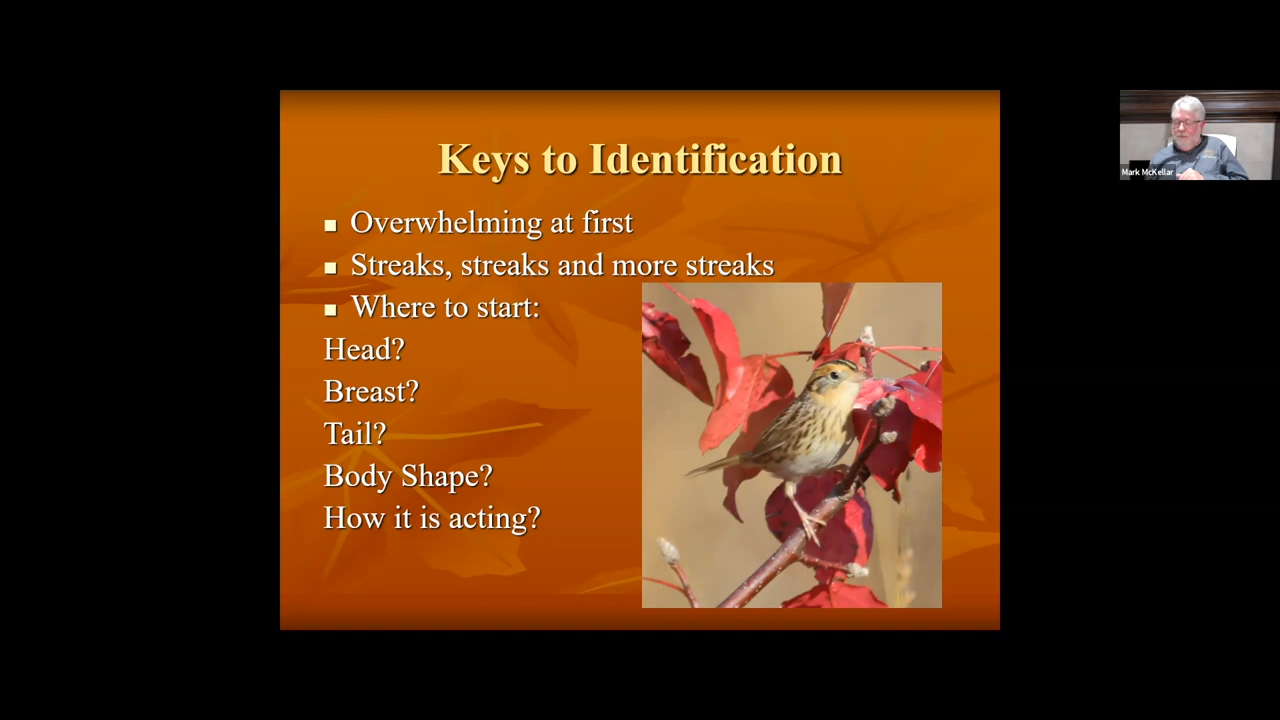 Keys to Identification
Overwhelming at first
Streaks, streaks and more streaks
Where to start:
Head?
Breast?
Tail?
Body Shape?
How it is acting?
Mark McKellar